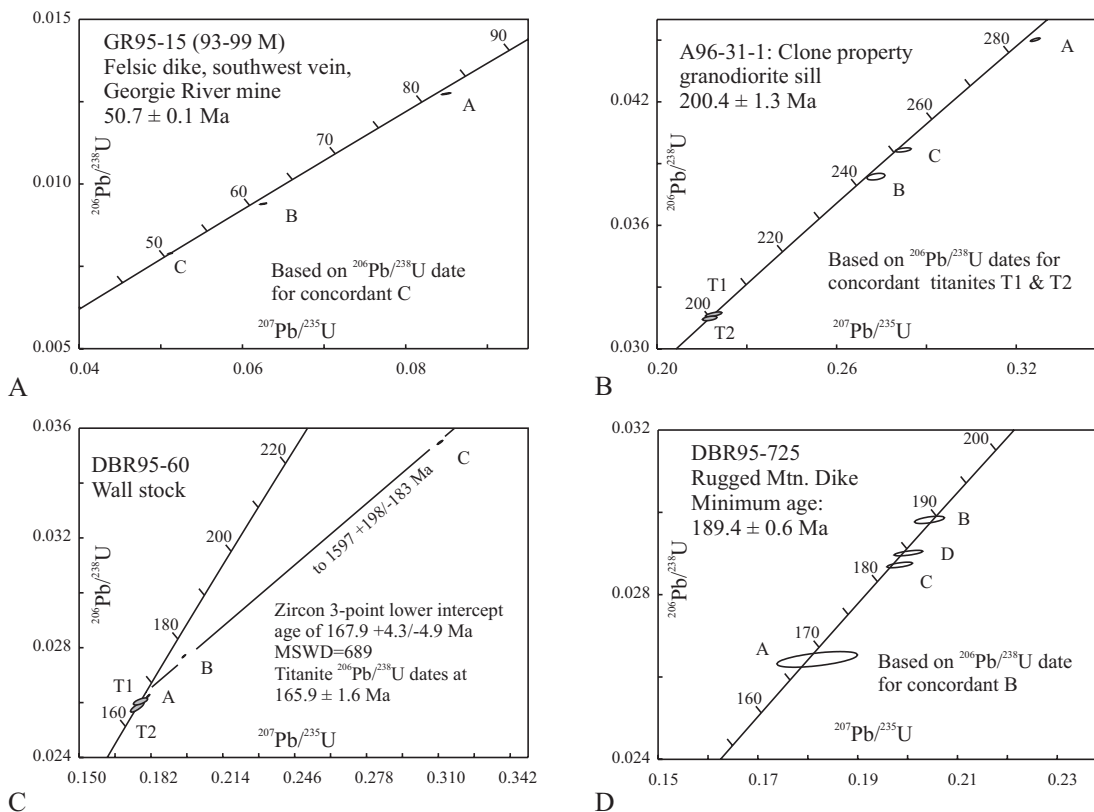 0.015
GR95-15 (93-99 M)
Felsic dike, southwest vein,
Georgie River mine
50.7 ± 0.1 Ma
90
80
A
70
²⁰⁶Pb/²³⁸U
0.010
60
B
50
C
Based on ²⁰⁶Pb/²³⁸U date
for concordant C
²⁰⁷Pb/²³⁵U
0.005
0.04
0.06
0.08
A
A96-31-1: Clone property
granodiorite sill
200.4 ± 1.3 Ma
280
A
0.042
260
C
240
B
²⁰⁶Pb/²³⁸U
0.036
220
Based on ²⁰⁶Pb/²³⁸U dates for
concordant titanites T1 & T2
T1
200
T2
²⁰⁷Pb/²³⁵U
0.030
0.20
0.26
0.32
B
0.036
DBR95-60
Wall stock
220
C
to 1597 +198/-183 Ma
200
0.032
²⁰⁶Pb/²³⁸U
180
0.028
B
Zircon 3-point lower intercept
age of 167.9 +4.3/-4.9 Ma
MSWD=689
Titanite ²⁰⁶Pb/²³⁸U dates at
165.9 ± 1.6 Ma
T1
A
160
T2
²⁰⁷Pb/²³⁵U
0.024
0.150
0.182
0.214
0.246
0.278
0.310
0.342
C
0.032
DBR95-725
Rugged Mtn. Dike
Minimum age:
189.4 ± 0.6 Ma
200
190
B
D
180
C
²⁰⁶Pb/²³⁸U
0.028
170
A
160
Based on ²⁰⁶Pb/²³⁸U date
for concordant B
²⁰⁷Pb/²³⁵U
0.024
0.15
0.17
0.19
0.21
0.23
D